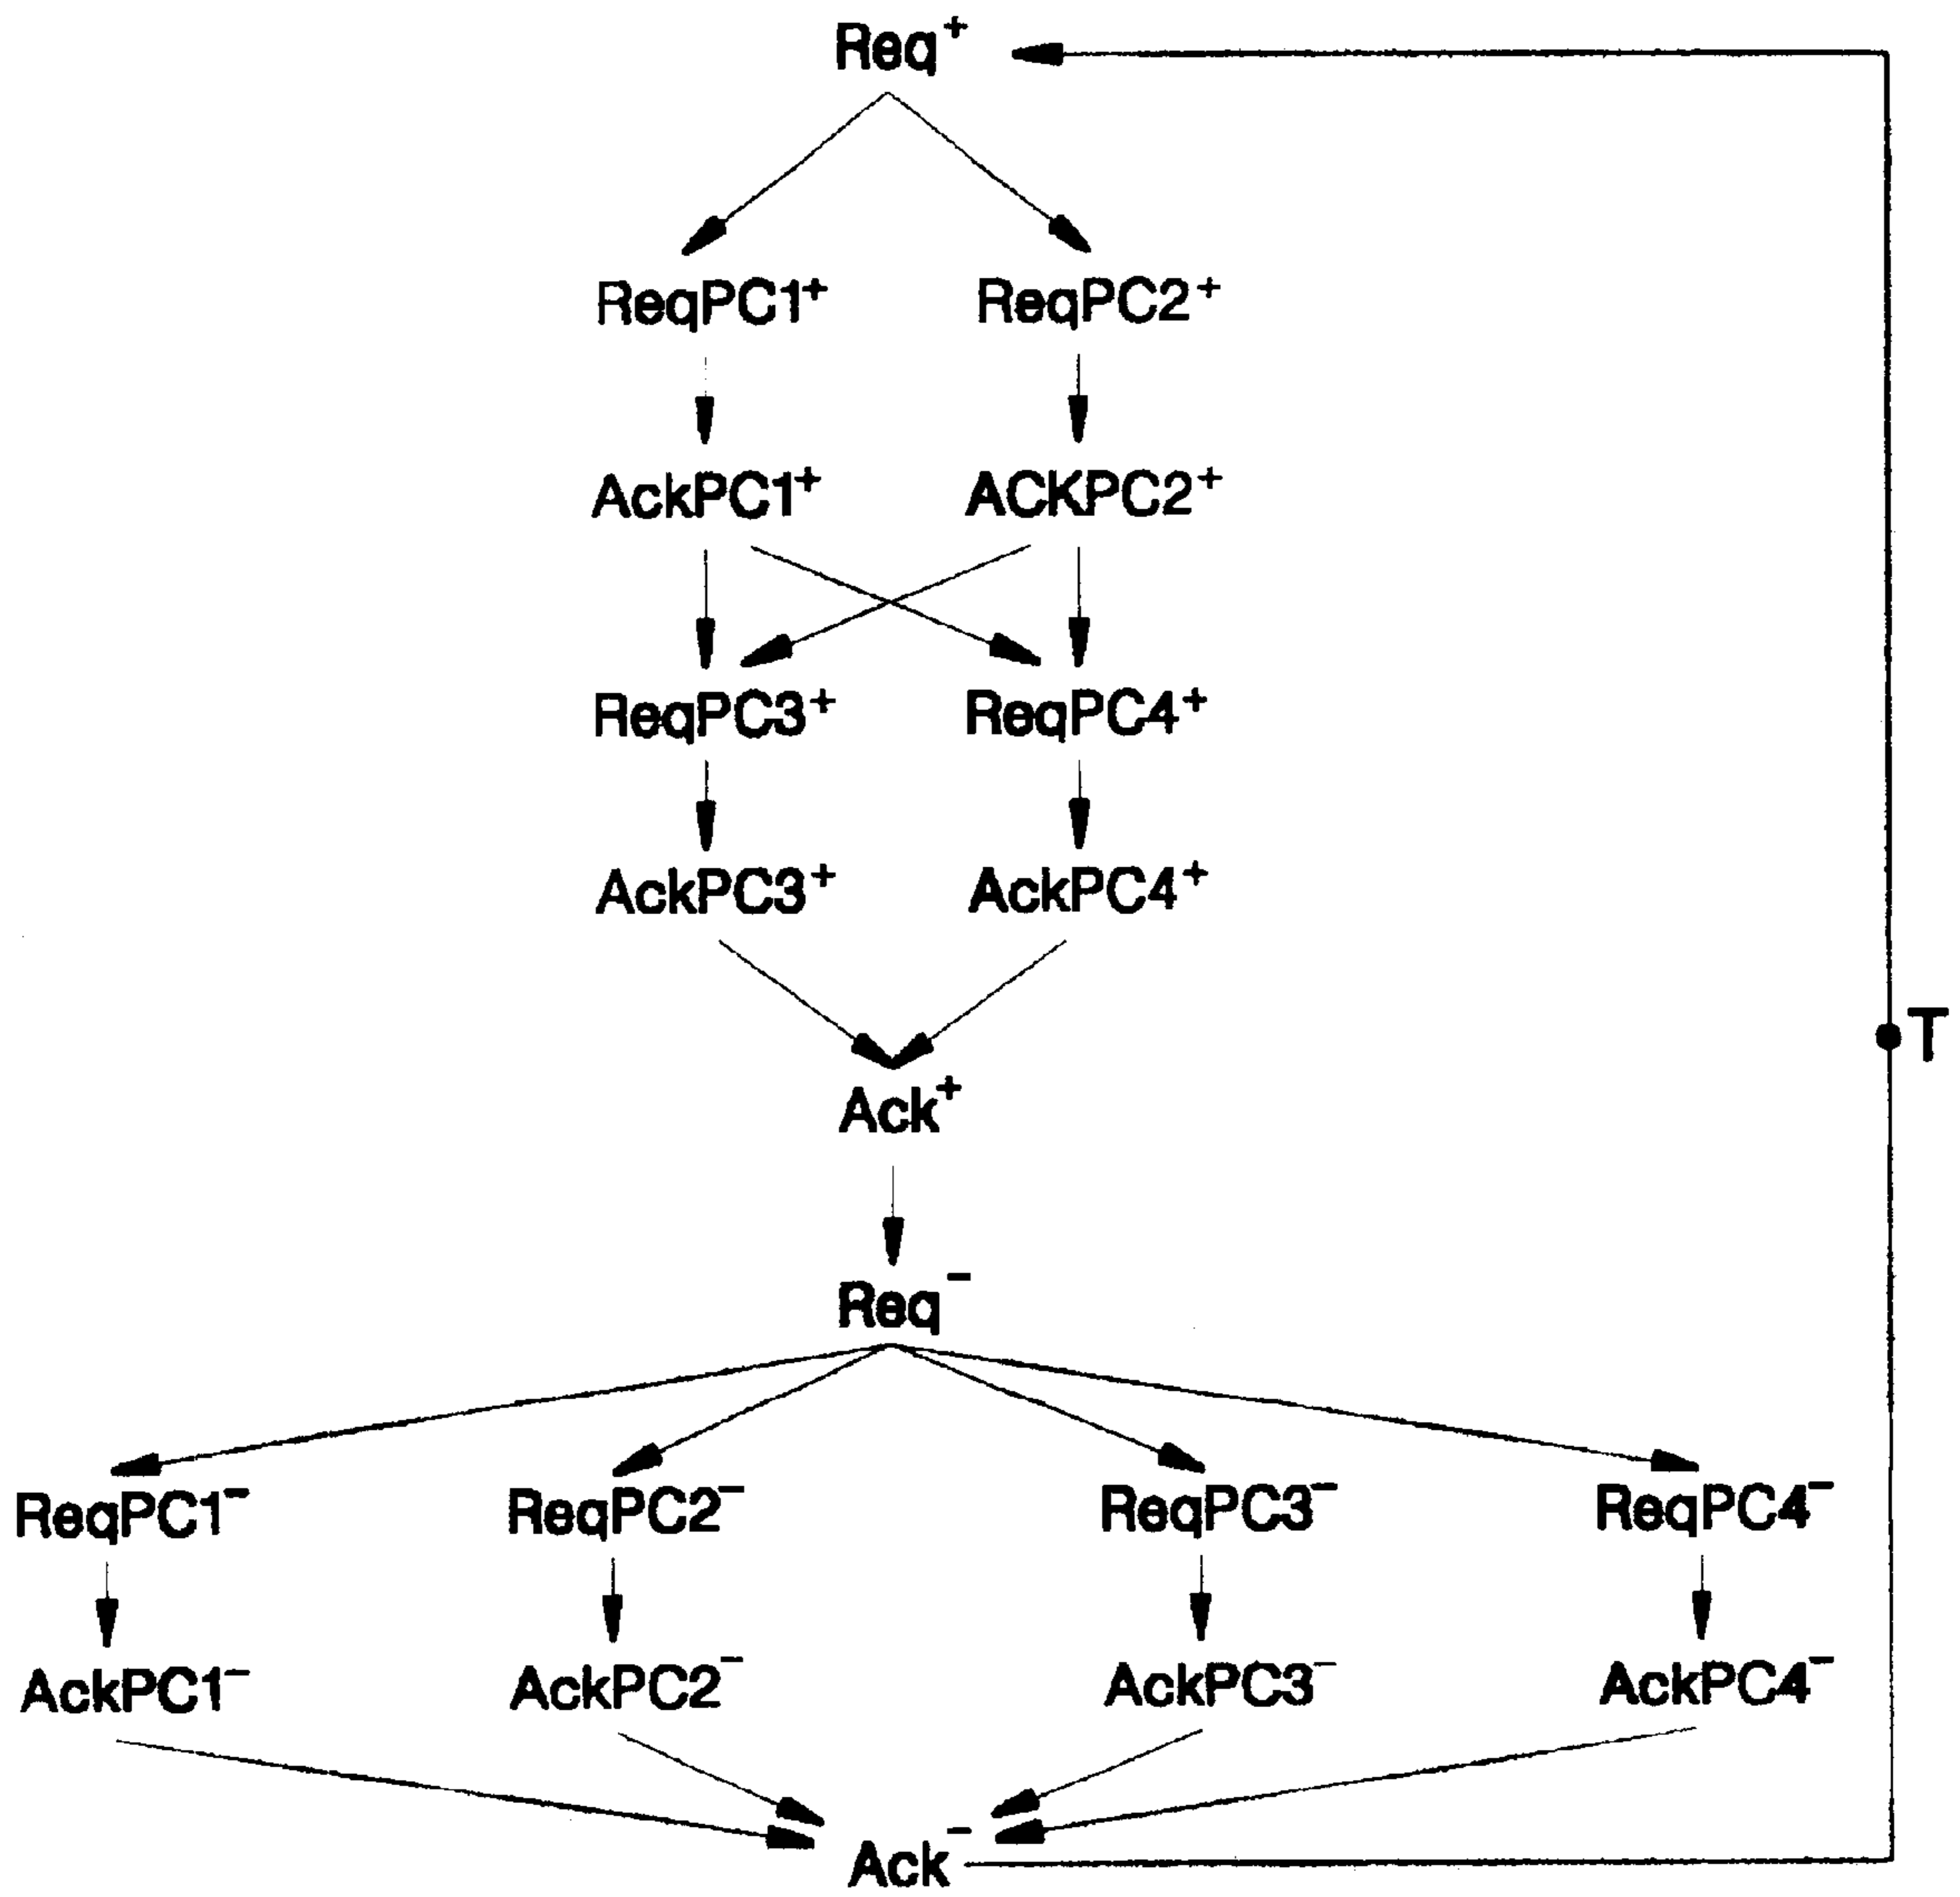 Req⁺
ReqPC1⁺ ReqPC2⁺
AckPC1⁺ ACKPC2⁺
ReqPC3⁺ ReqPC4⁺
AckPC3⁺ AckPC4⁺
T
Ack⁺
Req⁻
ReqPC1⁻ ReqPC2⁻ ReqPC3⁻ ReqPC4⁻
AckPC1⁻ AckPC2⁻ AckPC3⁻ AckPC4⁻
Ack⁻